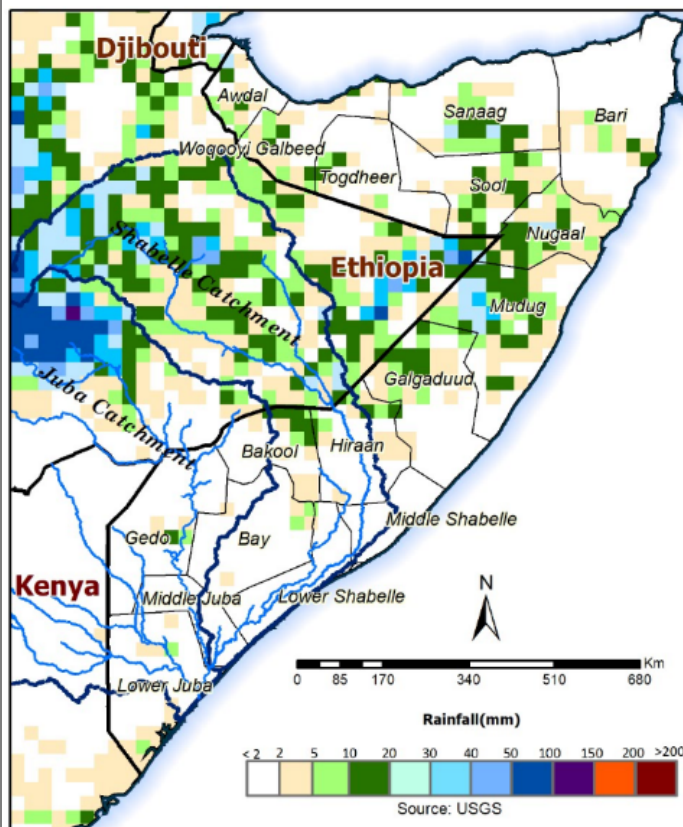 Djibouti
Awdal
Sanaag
Bari
Woqooyi Galbeed
Togdheer
Sool
Shabelle Catchment
Nugaal
Ethiopia
Mudug
Juba Catchment
Galgaduud
Bakool
Hiraan
Middle Shabelle
Gedo
Bay
Kenya
Middle Juba
Lower Shabelle
N
Lower Juba
Km
0 85 170 340 510 680
Rainfall(mm)
< 2 2 5 10 20 30 40 50 100 150 200 >200
Source: USGS